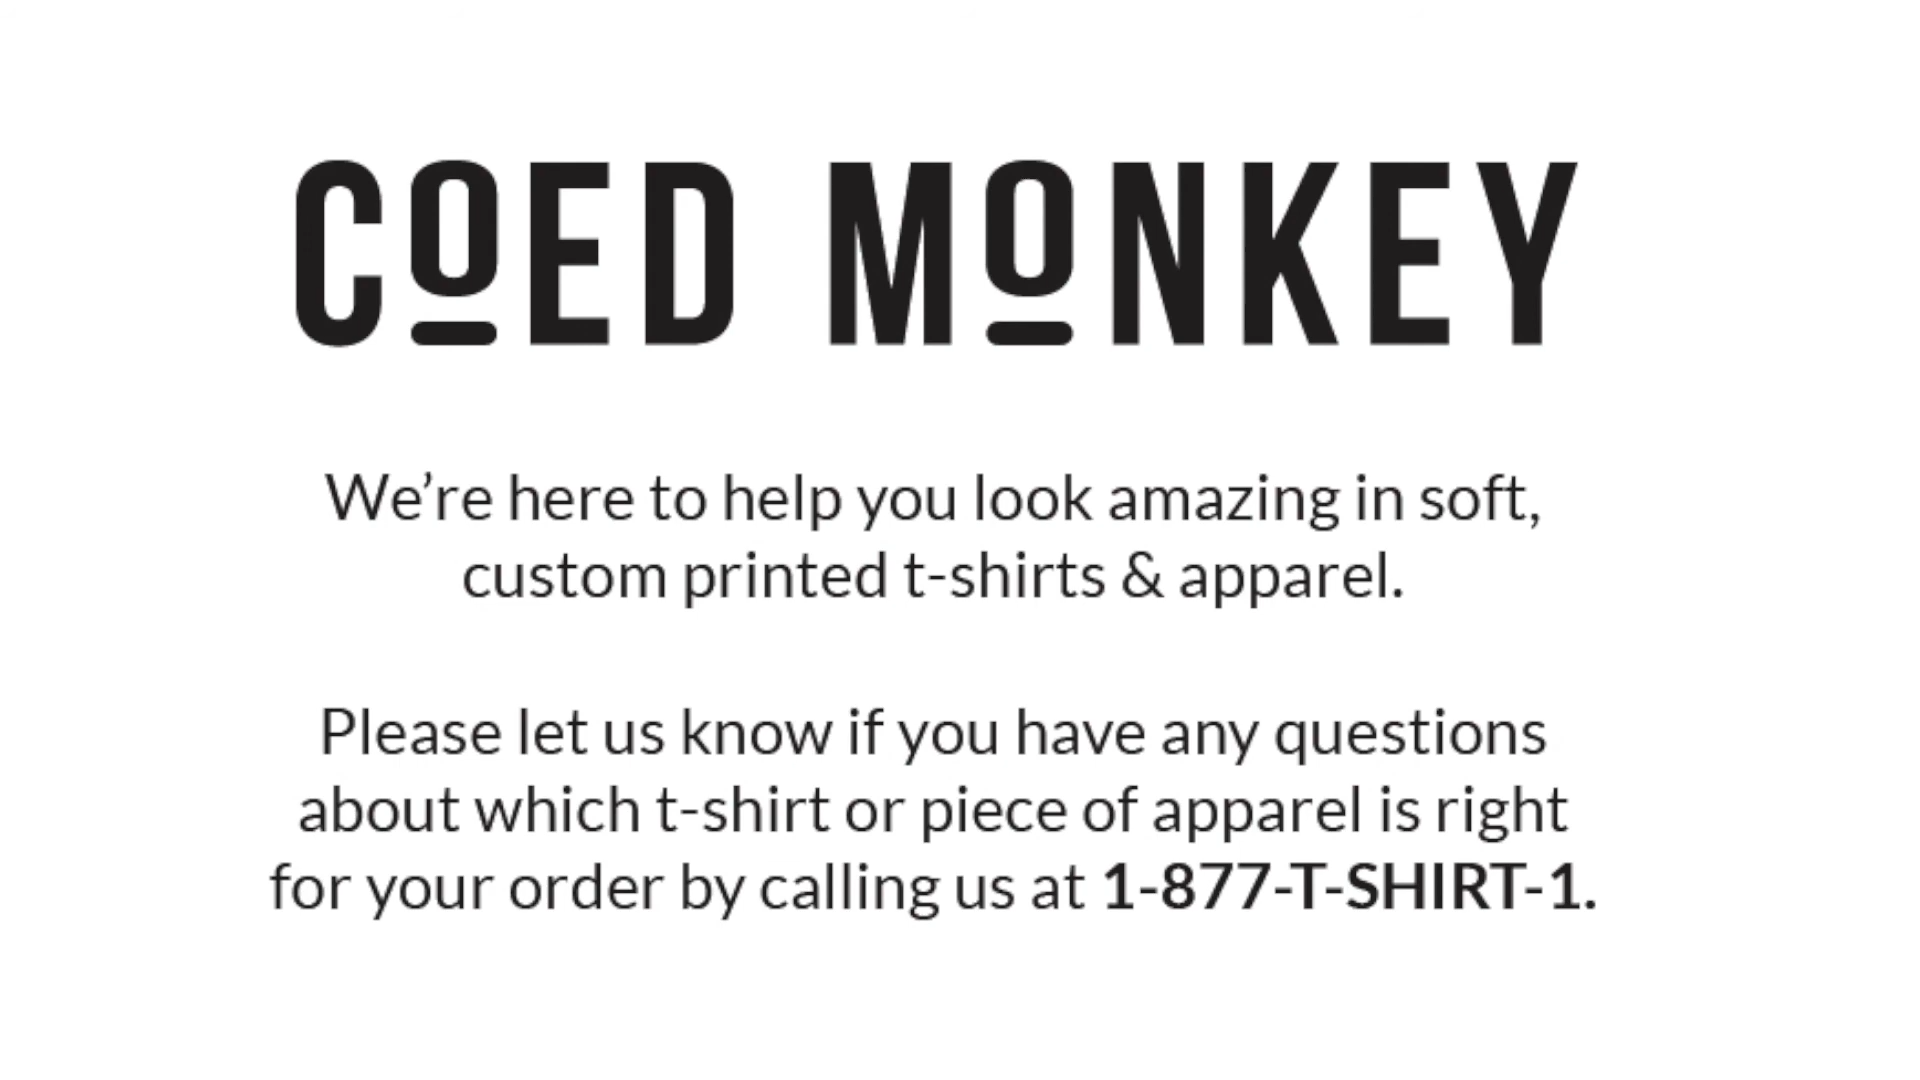 COED MONKEY
We’re here to help you look amazing in soft,
custom printed t-shirts & apparel.
Please let us know if you have any questions
about which t-shirt or piece of apparel is right
for your order by calling us at 1-877-T-SHIRT-1.